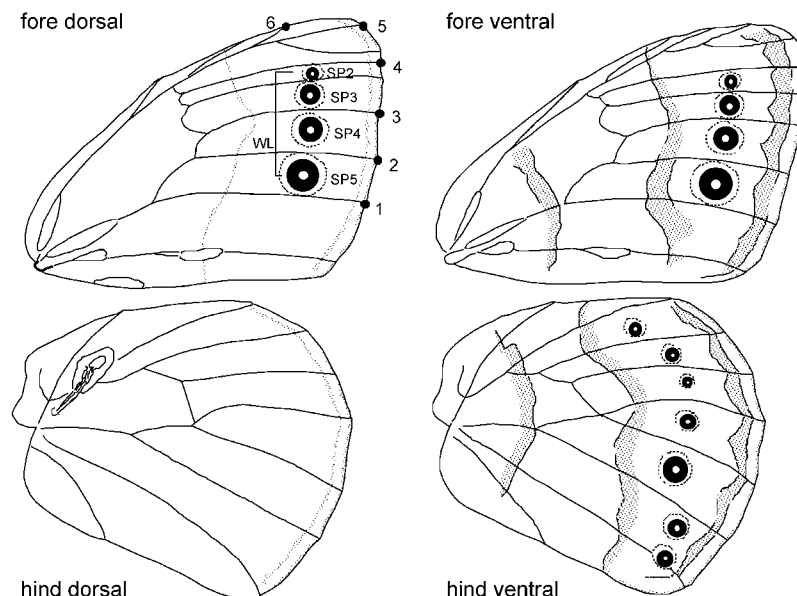 fore dorsal
6
5
fore ventral
4
SP2
SP3
3
WL
SP4
2
SP5
1
hind dorsal
hind ventral